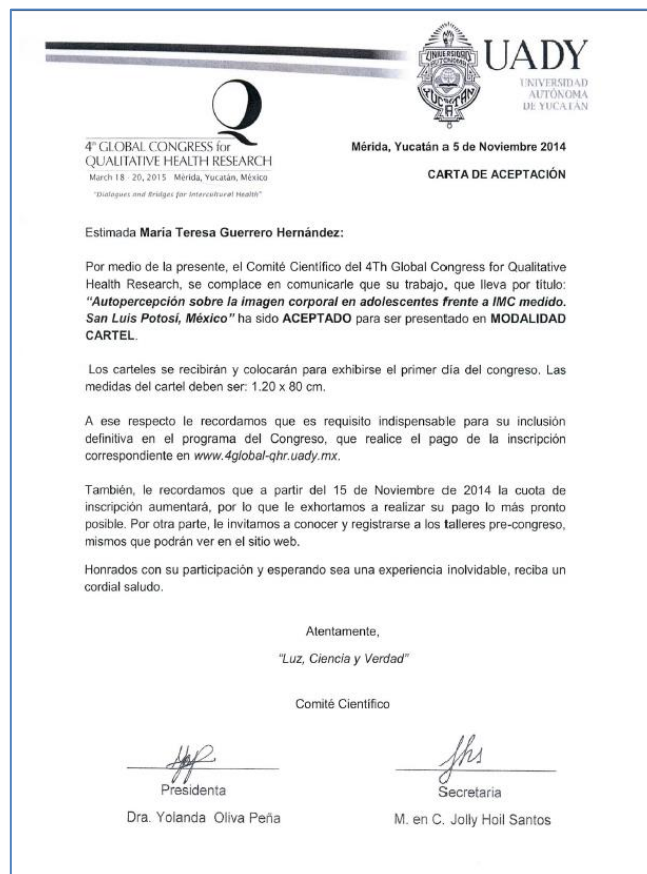 UNIVERSIDAD
AUTÓNOMA
YUCATÁN
UADY
UNIVERSIDAD
AUTÓNOMA
DE YUCATÁN
4º GLOBAL CONGRESS for
QUALITATIVE HEALTH RESEARCH
March 18 - 20, 2015 Mérida, Yucatán, México
"Dialogues and Bridges for Intercultural Health"
Mérida, Yucatán a 5 de Noviembre 2014
CARTA DE ACEPTACIÓN
Estimada María Teresa Guerrero Hernández:
Por medio de la presente, el Comité Científico del 4Th Global Congress for Qualitative
Health Research, se complace en comunicarle que su trabajo, que lleva por título:
"Autopercepción sobre la imagen corporal en adolescentes frente a IMC medido.
San Luis Potosí, México" ha sido ACEPTADO para ser presentado en MODALIDAD
CARTEL.
Los carteles se recibirán y colocarán para exhibirse el primer día del congreso. Las
medidas del cartel deben ser: 1.20 x 80 cm.
A ese respecto le recordamos que es requisito indispensable para su inclusión
definitiva en el programa del Congreso, que realice el pago de la inscripción
correspondiente en www.4global-qhr.uady.mx.
También, le recordamos que a partir del 15 de Noviembre de 2014 la cuota de
inscripción aumentará, por lo que le exhortamos a realizar su pago lo más pronto
posible. Por otra parte, le invitamos a conocer y registrarse a los talleres pre-congreso,
mismos que podrán ver en el sitio web.
Honrados con su participación y esperando sea una experiencia inolvidable, reciba un
cordial saludo.
Atentamente,
"Luz, Ciencia y Verdad"
Comité Científico
Presidenta
Dra. Yolanda Oliva Peña
Secretaria
M. en C. Jolly Hoil Santos